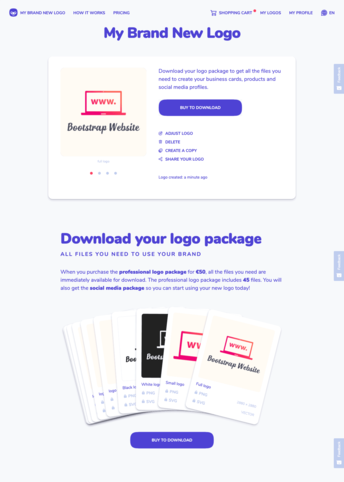 MY BRAND NEW LOGO HOW IT WORKS PRICING SHOPPING CART MY LOGOS MY PROFILE EN
My Brand New Logo
www.
Bootstrap Website
Full logo
Download your logo package to get all the files you
need to create your business cards, products and
social media profiles.
BUY TO DOWNLOAD
ADJUST LOGO
DELETE
CREATE A COPY
SHARE YOUR LOGO
Logo created: a minute ago
Download your logo package
ALL FILES YOU NEED TO USE YOUR BRAND
When you purchase the professional logo package for €50, all the files you need are
immediately available for download. The professional logo package includes 45 files. You will
also get the social media package so you can start using your new logo today!
www.
Bootstrap Website
Full logo
Small logo
PNG
SVG
White logo
PNG
SVG
BUY TO DOWNLOAD